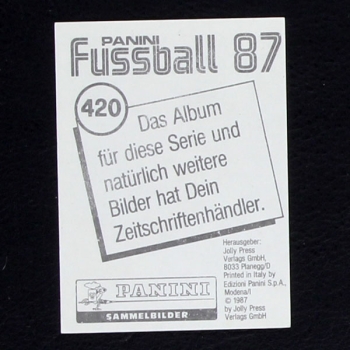 PANINI
Fussball 87
420
Das Album
für diese Serie und
natürlich weitere
Bilder hat Dein
Zeitschriftenhändler.
Herausgeber:
Jolly Press
Verlags GmbH,
8033 Planegg/D
Printed in Italy by
Edizioni Panini S.p.A.,
Modena/I
© 1987
by Jolly Press
Verlags GmbH
PANINI
SAMMELBILDER